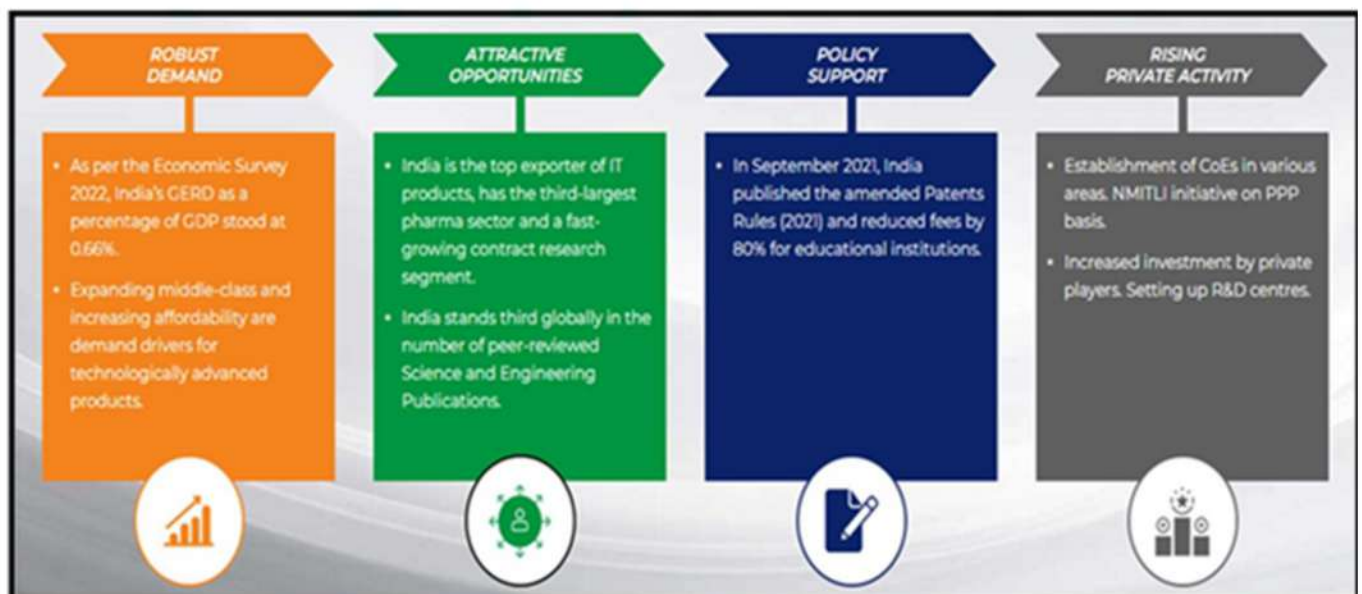 ROBUST
DEMAND
• As per the Economic Survey
2022, India's GERD as a
percentage of GDP stood at
0.66%.
• Expanding middle-class and
increasing affordability are
demand drivers for
technologically advanced
products.
ATTRACTIVE
OPPORTUNITIES
• India is the top exporter of IT
products, has the third-largest
pharma sector and a fast-
growing contract research
segment.
• India stands third globally in the
number of peer-reviewed
Science and Engineering
Publications.
POLICY
SUPPORT
• In September 2021, India
published the amended Patents
Rules (2021) and reduced fees by
80% for educational institutions.
RISING
PRIVATE ACTIVITY
• Establishment of CoEs in various
areas. NMITLI initiative on PPP
basis.
• Increased investment by private
players. Setting up R&D centres.